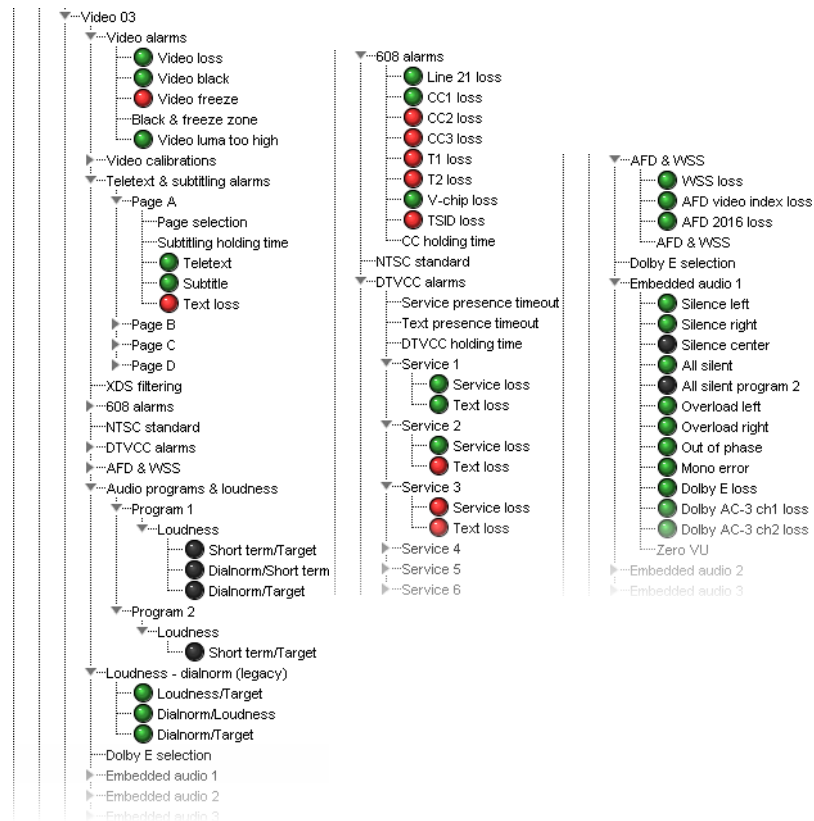 Video 03
Video alarms
Video loss
Video black
Video freeze
Black & freeze zone
Video luma too high
Video calibrations
Teletext & subtitling alarms
Page A
Page selection
Subtitling holding time
Teletext
Subtitle
Text loss
Page B
Page C
Page D
XDS filtering
608 alarms
NTSC standard
DTVCC alarms
AFD & WSS
Audio programs & loudness
Program 1
Loudness
Short term/Target
Dialnorm/Short term
Dialnorm/Target
Program 2
Loudness
Short term/Target
Loudness - dialnorm (legacy)
Loudness/Target
Dialnorm/Loudness
Dialnorm/Target
Dolby E selection
Embedded audio 1
Embedded audio 2
Embedded audio 3
608 alarms
Line 21 loss
CC1 loss
CC2 loss
CC3 loss
T1 loss
T2 loss
V-chip loss
TSID loss
CC holding time
NTSC standard
DTVCC alarms
Service presence timeout
Text presence timeout
DTVCC holding time
Service 1
Service loss
Text loss
Service 2
Service loss
Text loss
Service 3
Service loss
Text loss
Service 4
Service 5
Service 6
AFD & WSS
WSS loss
AFD video index loss
AFD 2016 loss
AFD & WSS
Dolby E selection
Embedded audio 1
Silence left
Silence right
Silence center
All silent
All silent program 2
Overload left
Overload right
Out of phase
Mono error
Dolby E loss
Dolby AC-3 ch1 loss
Dolby AC-3 ch2 loss
Zero VU
Embedded audio 2
Embedded audio 3